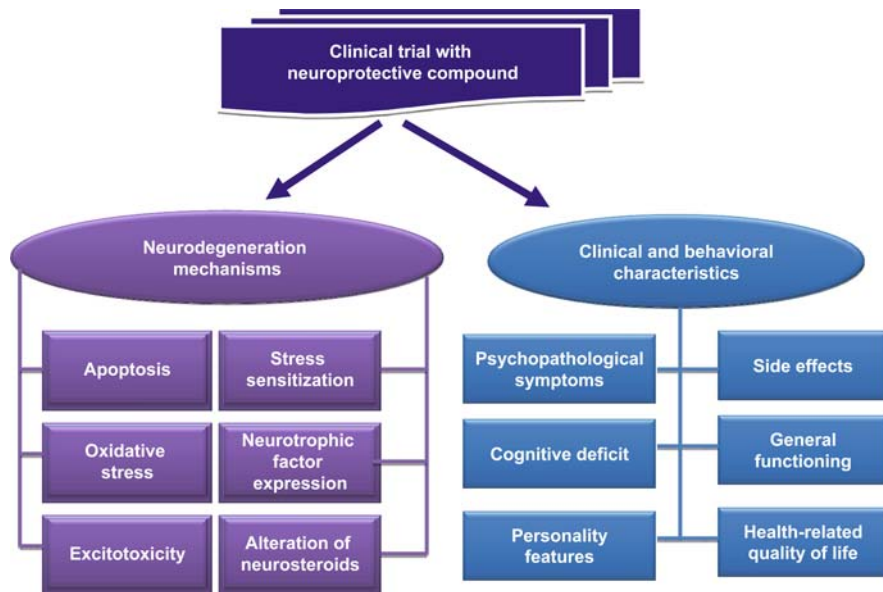 Clinical trial with
neuroprotective compound
Neurodegeneration
mechanisms
Clinical and behavioral
characteristics
Apoptosis
Stress
sensitization
Oxidative
stress
Neurotrophic
factor
expression
Excitotoxicity
Alteration of
neurosteroids
Psychopathological
symptoms
Side effects
Cognitive deficit
General
functioning
Personality
features
Health-related
quality of life